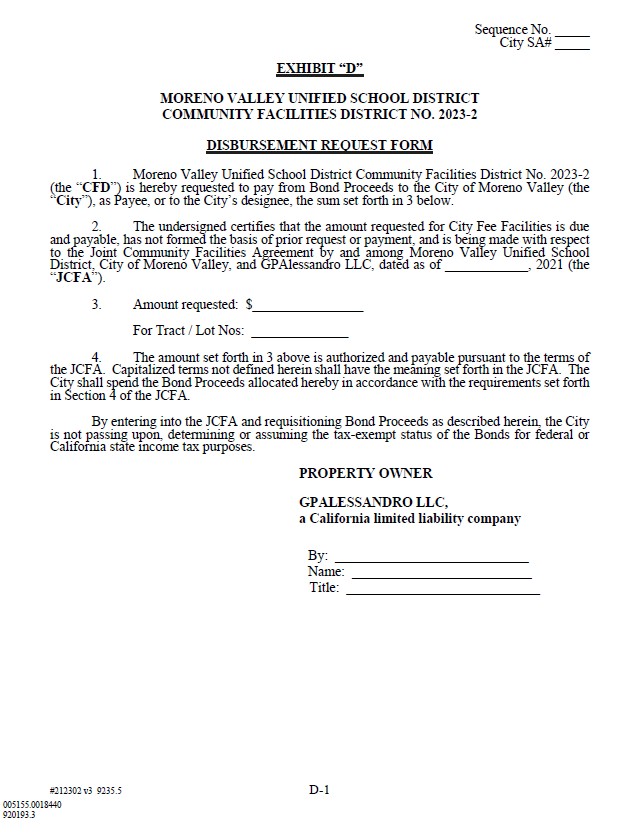 Sequence No. _____
City SA# _____
EXHIBIT “D”
MORENO VALLEY UNIFIED SCHOOL DISTRICT
COMMUNITY FACILITIES DISTRICT NO. 2023-2
DISBURSEMENT REQUEST FORM
1. Moreno Valley Unified School District Community Facilities District No. 2023-2
(the “CFD”) is hereby requested to pay from Bond Proceeds to the City of Moreno Valley (the
“City”), as Payee, or to the City’s designee, the sum set forth in 3 below.
2. The undersigned certifies that the amount requested for City Fee Facilities is due
and payable, has not formed the basis of prior request or payment, and is being made with respect
to the Joint Community Facilities Agreement by and among Moreno Valley Unified School
District, City of Moreno Valley, and GPAlessandro LLC, dated as of ____________, 2021 (the
“JCFA”).
3. Amount requested: $________________
For Tract / Lot Nos: ______________
4. The amount set forth in 3 above is authorized and payable pursuant to the terms of
the JCFA. Capitalized terms not defined herein shall have the meaning set forth in the JCFA. The
City shall spend the Bond Proceeds allocated hereby in accordance with the requirements set forth
in Section 4 of the JCFA.
By entering into the JCFA and requisitioning Bond Proceeds as described herein, the City
is not passing upon, determining or assuming the tax-exempt status of the Bonds for federal or
California state income tax purposes.
PROPERTY OWNER
GPALESSANDRO LLC,
a California limited liability company
By: ____________________________
Name: __________________________
Title: ____________________________
#212302 v3 9235.5
D-1
005155.0018440
920193.3